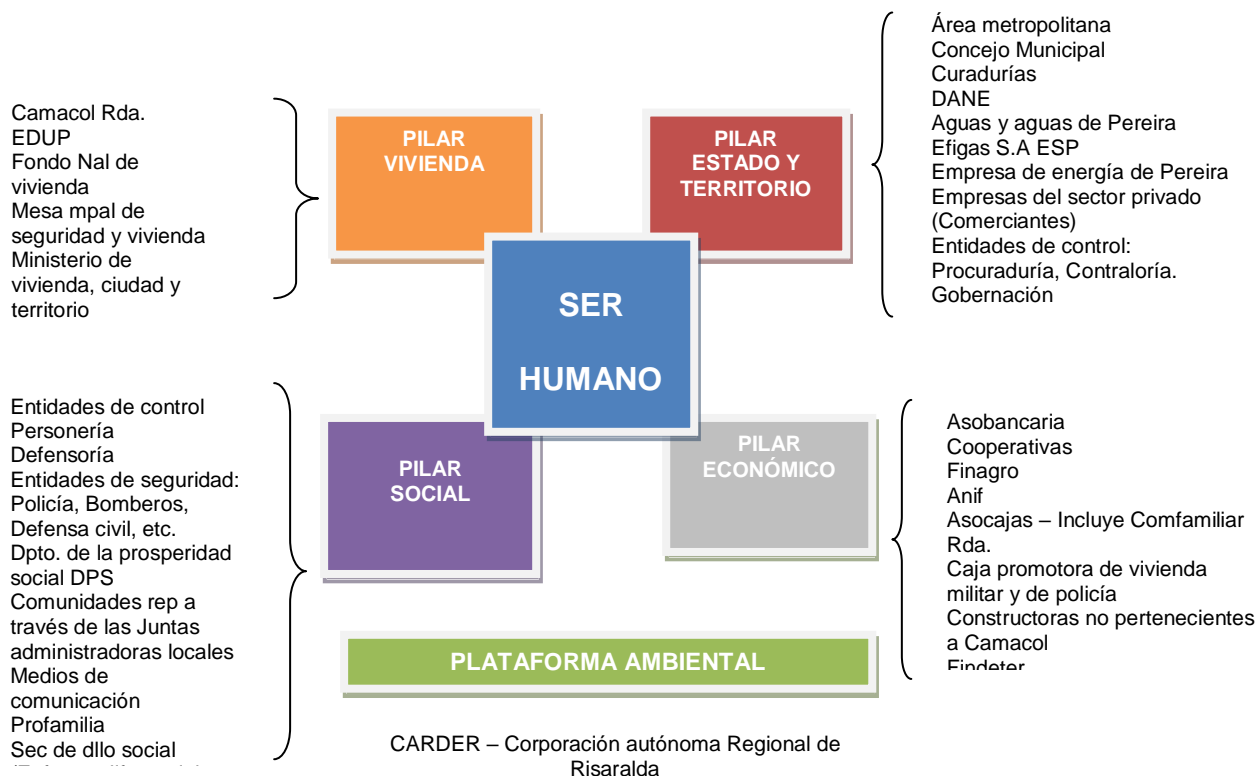 Camacol Rda.
EDUP
Fondo Nal de
vivienda
Mesa mpal de
seguridad y vivienda
Ministerio de
vivienda, ciudad y
territorio
PILAR
VIVIENDA
PILAR
ESTADO Y
TERRITORIO
Área metropolitana
Concejo Municipal
Curadurías
DANE
Aguas y aguas de Pereira
Efigas S.A ESP
Empresa de energía de Pereira
Empresas del sector privado
(Comerciantes)
Entidades de control:
Procuraduría, Contraloría.
Gobernación
SER
HUMANO
Entidades de control
Personería
Defensoría
Entidades de seguridad:
Policía, Bomberos,
Defensa civil, etc.
Dpto. de la prosperidad
social DPS
Comunidades rep a
través de las Juntas
administradoras locales
Medios de
comunicación
Profamilia
Sec de dllo social
PILAR
SOCIAL
PILAR
ECONÓMICO
Asobancaria
Cooperativas
Finagro
Anif
Asocajas – Incluye Comfamiliar
Rda.
Caja promotora de vivienda
militar y de policía
Constructoras no pertenecientes
a Camacol
Findeter
PLATAFORMA AMBIENTAL
CARDER – Corporación autónoma Regional de
Risaralda